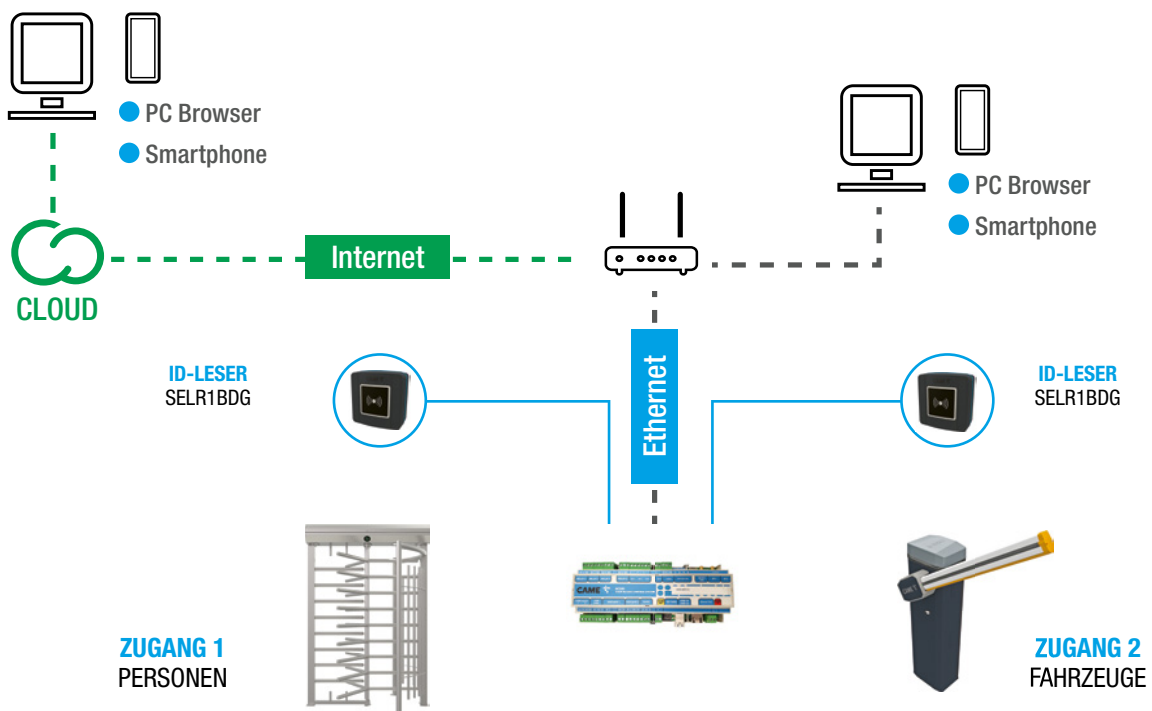 PC Browser
Smartphone
PC Browser
Smartphone
Internet
CLOUD
Ethernet
ID-LESER
SELR1BDG
ID-LESER
SELR1BDG
CAME
ZUGANG 1
PERSONEN
ZUGANG 2
FAHRZEUGE